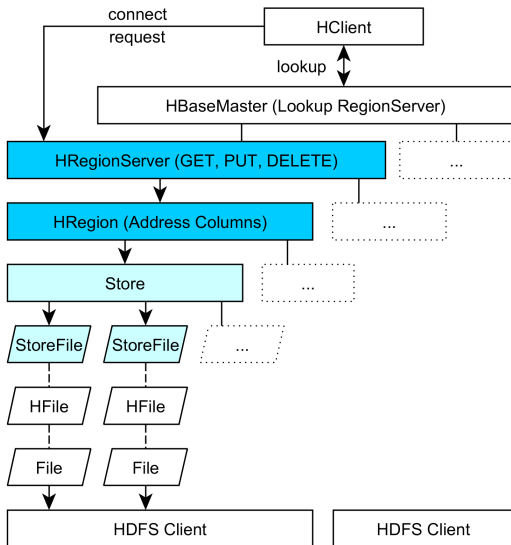 connect
request
HClient
lookup
HBaseMaster (Lookup RegionServer)
HRegionServer (GET, PUT, DELETE)
...
HRegion (Address Columns)
...
Store
...
StoreFile
StoreFile
...
HFile
HFile
File
File
HDFS Client
HDFS Client